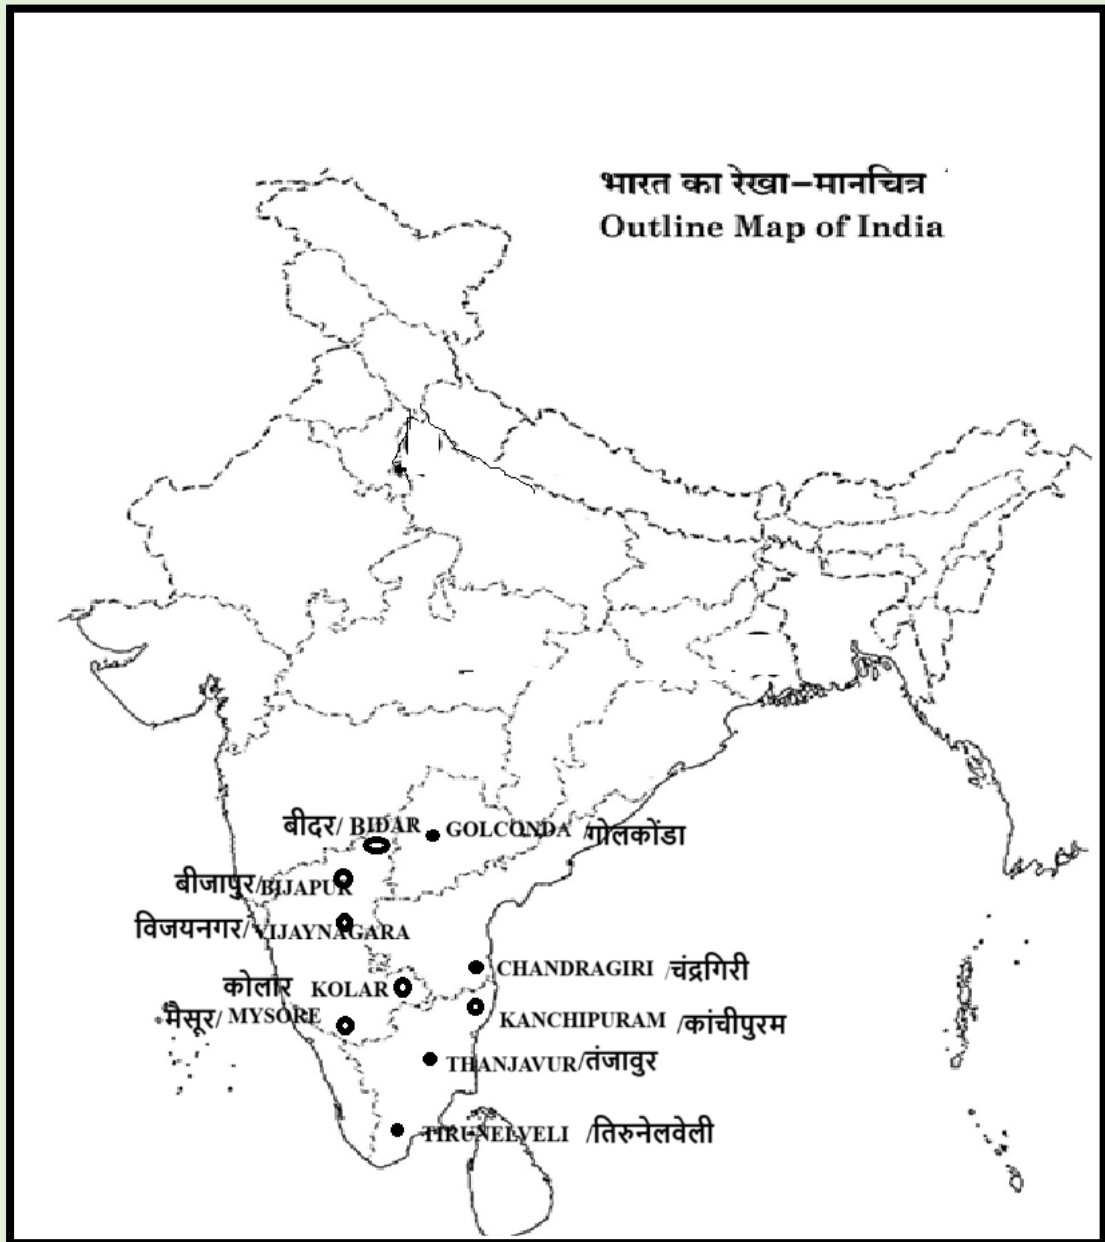 भारत का रेखा-मानचित्र
Outline Map of India
बीदर/ BIDAR
GOLCONDA /गोलकोंडा
बीजापुर/BIJAPUR
विजयनगर/VIJAYNAGARA
CHANDRAGIRI /चंद्रगिरी
कोलार KOLAR
मैसूर/ MYSORE
KANCHIPURAM /कांचीपुरम
THANJAVUR/तंजावुर
TIRUNELVELI /तिरुनेलवेली